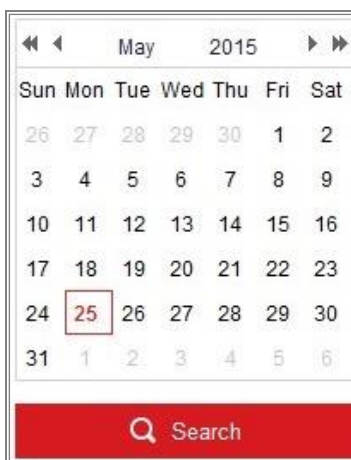 May 2015
Sun Mon Tue Wed Thu Fri Sat
26 27 28 29 30 1 2
3 4 5 6 7 8 9
10 11 12 13 14 15 16
17 18 19 20 21 22 23
24 25 26 27 28 29 30
31 1 2 3 4 5 6
Search